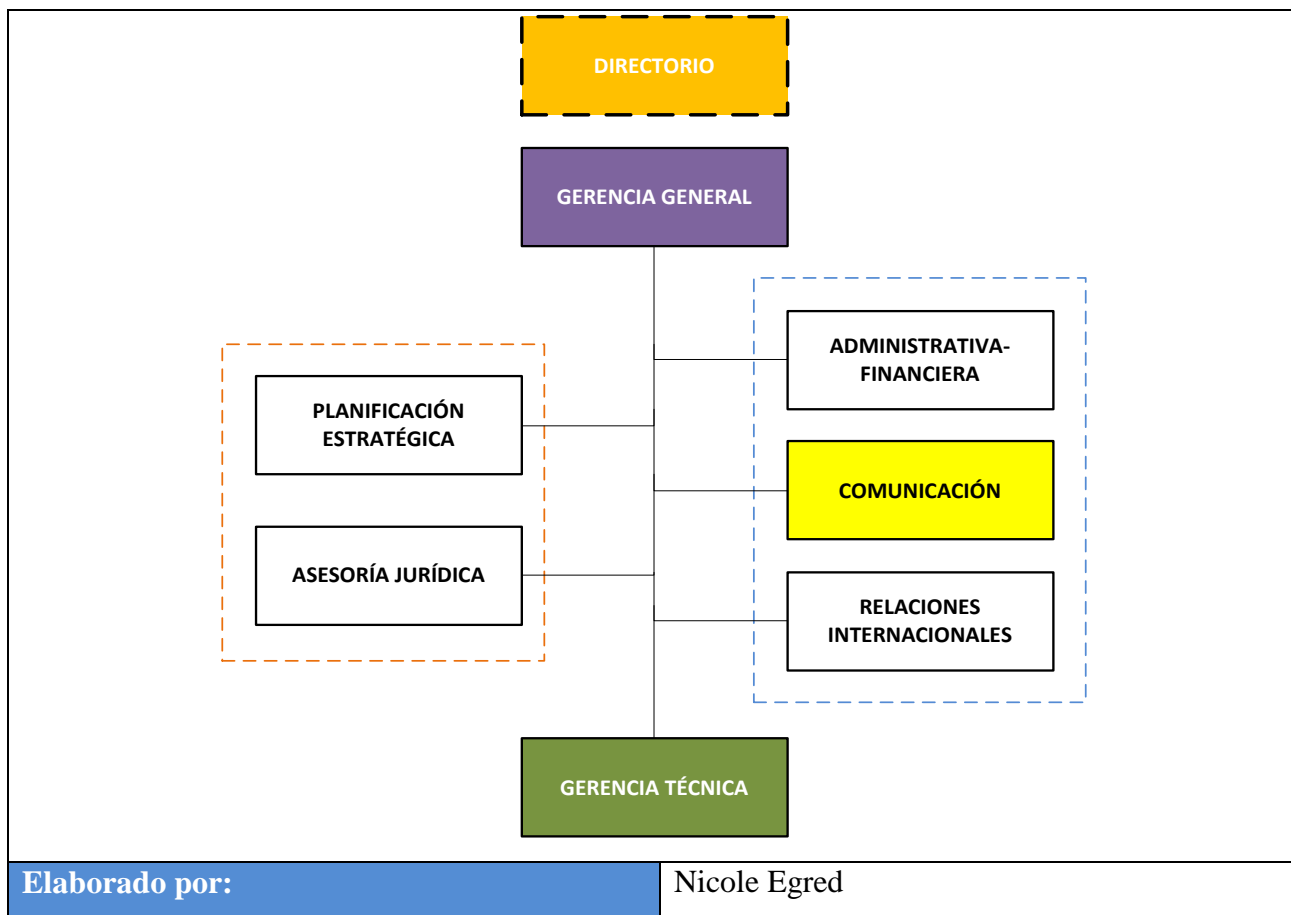 DIRECTORIO
GERENCIA GENERAL
ADMINISTRATIVA-
FINANCIERA
PLANIFICACIÓN
ESTRATÉGICA
COMUNICACIÓN
ASESORÍA JURÍDICA
RELACIONES
INTERNACIONALES
GERENCIA TÉCNICA
Elaborado por:
Nicole Egred